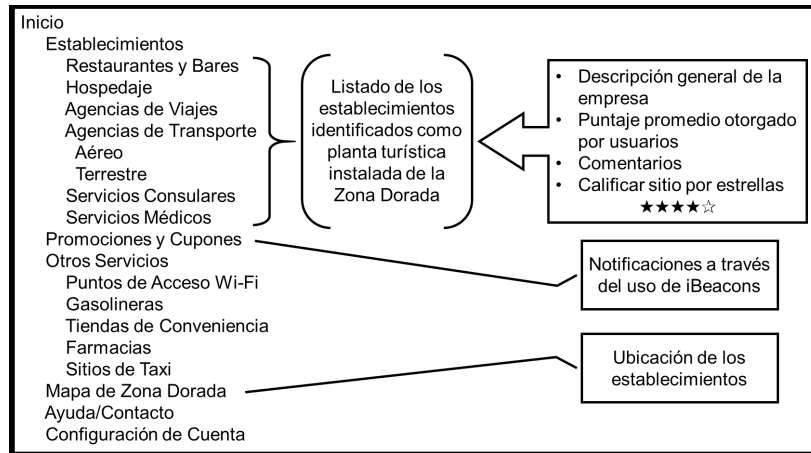 Inicio
Establecimientos
Restaurantes y Bares
Hospedaje
Agencias de Viajes
Agencias de Transporte
Aéreo
Terrestre
Servicios Consulares
Servicios Médicos
Promociones y Cupones
Otros Servicios
Puntos de Acceso Wi-Fi
Gasolineras
Tiendas de Conveniencia
Farmacias
Sitios de Taxi
Mapa de Zona Dorada
Ayuda/Contacto
Configuración de Cuenta
Listado de los
establecimientos
identificados como
planta turística
instalada de la
Zona Dorada
• Descripción general de la
empresa
• Puntaje promedio otorgado
por usuarios
• Comentarios
• Calificar sitio por estrellas
★★★★☆
Notificaciones a través
del uso de iBeacons
Ubicación de los
establecimientos